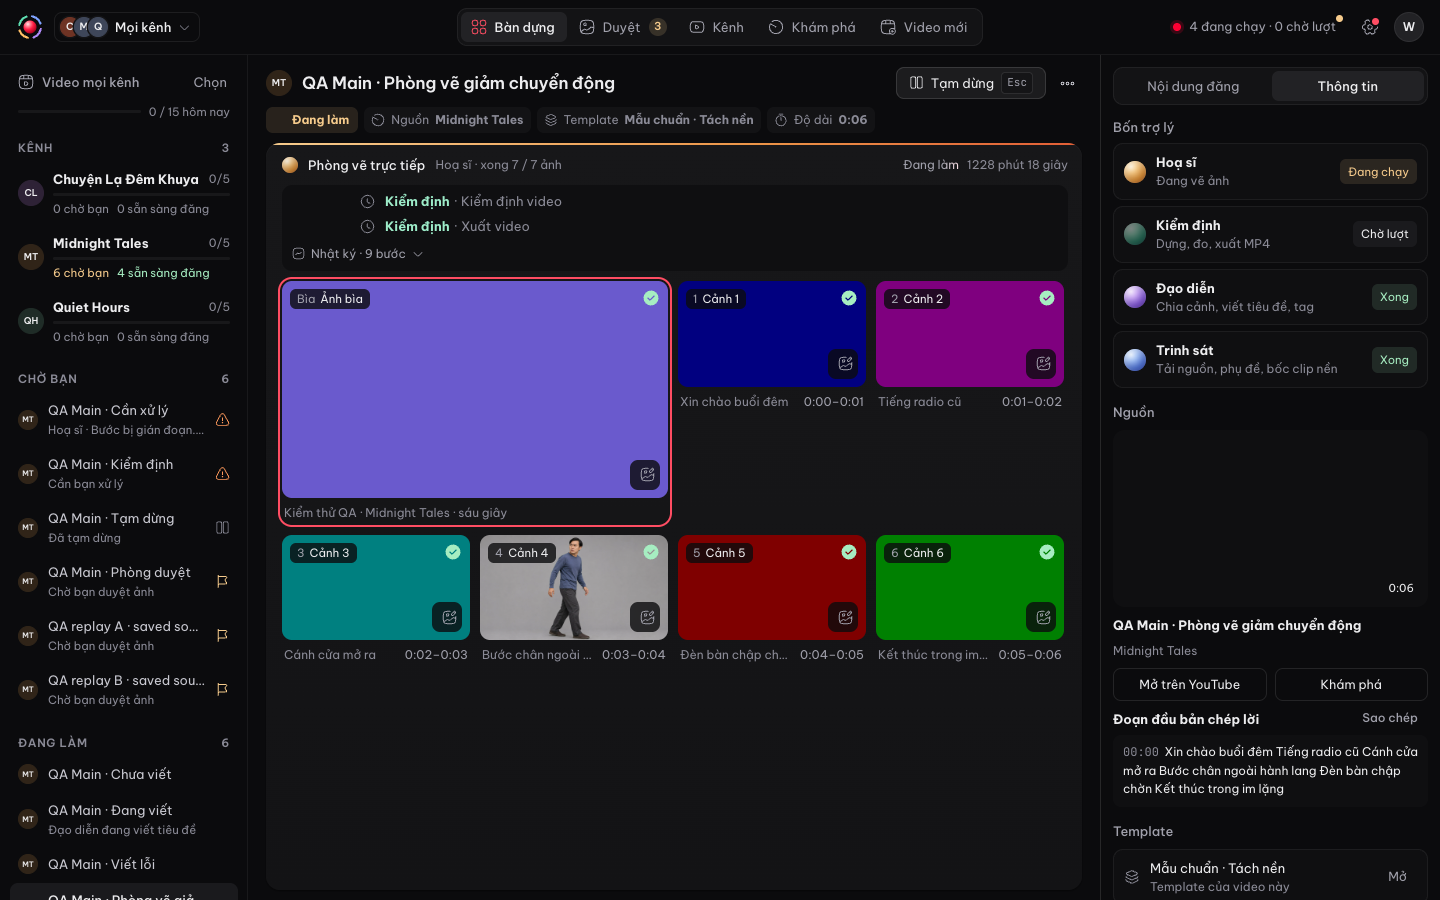 C M Q Mọi kênh
Bàn dựng
Duyệt 3
Kênh
Khám phá
Video mới
4 đang chạy · 0 chờ lượt
W
Video mọi kênh Chọn
0 / 15 hôm nay
KÊNH 3
CL Chuyện Lạ Đêm Khuya 0/5
0 chờ bạn 0 sẵn sàng đăng
MT Midnight Tales 0/5
6 chờ bạn 4 sẵn sàng đăng
QH Quiet Hours 0/5
0 chờ bạn 0 sẵn sàng đăng
CHỜ BẠN 6
MT QA Main · Cần xử lý
Hoạ sĩ · Bước bị gián đoạn....
MT QA Main · Kiểm định
Cần bạn xử lý
MT QA Main · Tạm dừng
Đã tạm dừng
MT QA Main · Phòng duyệt
Chờ bạn duyệt ảnh
MT QA replay A · saved so...
Chờ bạn duyệt ảnh
MT QA replay B · saved sou...
Chờ bạn duyệt ảnh
ĐANG LÀM 6
MT QA Main · Chưa viết
MT QA Main · Đang viết
Đạo diễn đang viết tiêu đề
MT QA Main · Viết lỗi
QA Main · Phòng vẽ giả...
MT QA Main · Phòng vẽ giảm chuyển động
Tạm dừng Esc
Đang làm
Nguồn Midnight Tales
Template Mẫu chuẩn · Tách nền
Độ dài 0:06
Phòng vẽ trực tiếp Hoạ sĩ · xong 7 / 7 ảnh
Đang làm 1228 phút 18 giây
Kiểm định · Kiểm định video
Kiểm định · Xuất video
Nhật ký · 9 bước
Bìa Ảnh bìa
Kiểm thử QA · Midnight Tales · sáu giây
1 Cảnh 1
Xin chào buổi đêm 0:00–0:01
2 Cảnh 2
Tiếng radio cũ 0:01–0:02
3 Cảnh 3
Cánh cửa mở ra 0:02–0:03
4 Cảnh 4
Bước chân ngoài ... 0:03–0:04
5 Cảnh 5
Đèn bàn chập ch... 0:04–0:05
6 Cảnh 6
Kết thúc trong im... 0:05–0:06
Nội dung đăng
Thông tin
Bốn trợ lý
Hoạ sĩ
Đang vẽ ảnh
Đang chạy
Kiểm định
Dựng, đo, xuất MP4
Chờ lượt
Đạo diễn
Chia cảnh, viết tiêu đề, tag
Xong
Trinh sát
Tải nguồn, phụ đề, bốc clip nền
Xong
Nguồn
0:06
QA Main · Phòng vẽ giảm chuyển động
Midnight Tales
Mở trên YouTube
Khám phá
Đoạn đầu bản chép lời Sao chép
00:00 Xin chào buổi đêm Tiếng radio cũ Cánh cửa
mở ra Bước chân ngoài hành lang Đèn bàn chập
chờn Kết thúc trong im lặng
Template
Mẫu chuẩn · Tách nền
Template của video này
Mở